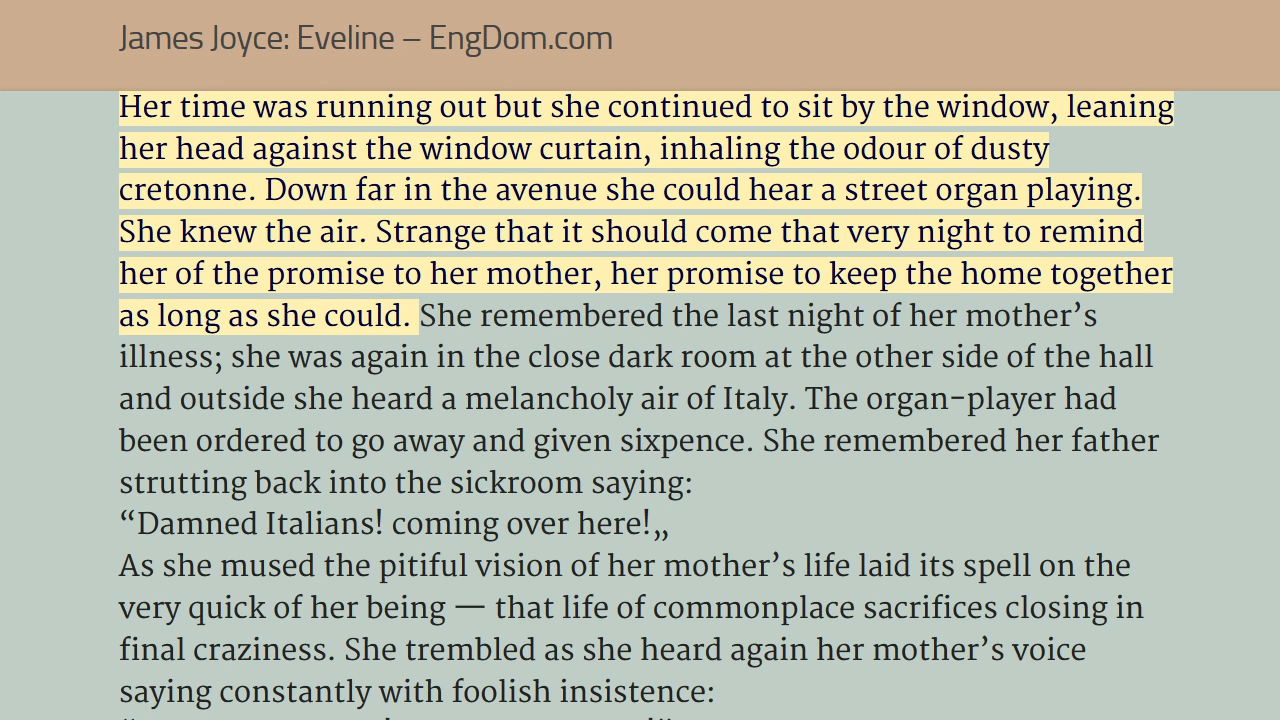 James Joyce: Eveline – EngDom.com
Her time was running out but she continued to sit by the window, leaning
her head against the window curtain, inhaling the odour of dusty
cretonne. Down far in the avenue she could hear a street organ playing.
She knew the air. Strange that it should come that very night to remind
her of the promise to her mother, her promise to keep the home together
as long as she could. She remembered the last night of her mother’s
illness; she was again in the close dark room at the other side of the hall
and outside she heard a melancholy air of Italy. The organ-player had
been ordered to go away and given sixpence. She remembered her father
strutting back into the sickroom saying:
“Damned Italians! coming over here!„
As she mused the pitiful vision of her mother’s life laid its spell on the
very quick of her being — that life of commonplace sacrifices closing in
final craziness. She trembled as she heard again her mother’s voice
saying constantly with foolish insistence: